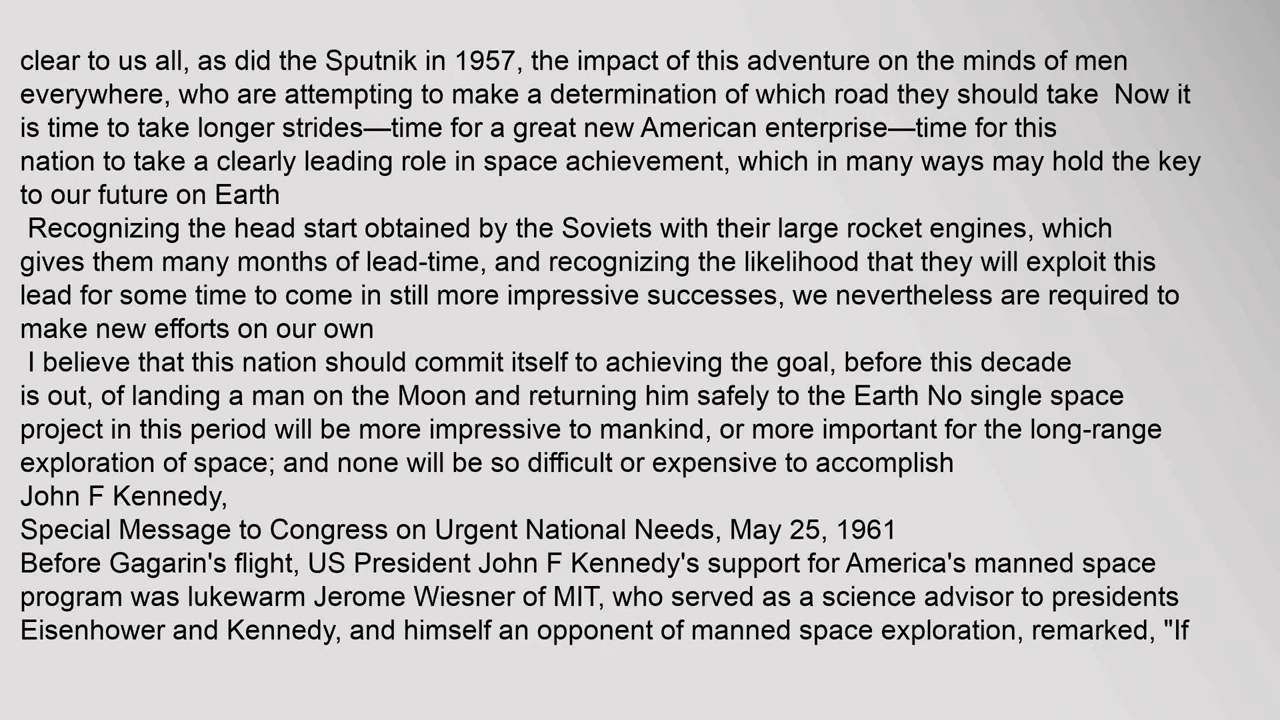 clear to us all, as did the Sputnik in 1957, the impact of this adventure on the minds of men
everywhere, who are attempting to make a determination of which road they should take  Now it
is time to take longer strides—time for a great new American enterprise—time for this
nation to take a clearly leading role in space achievement, which in many ways may hold the key
to our future on Earth
Recognizing the head start obtained by the Soviets with their large rocket engines, which
gives them many months of lead-time, and recognizing the likelihood that they will exploit this
lead for some time to come in still more impressive successes, we nevertheless are required to
make new efforts on our own
I believe that this nation should commit itself to achieving the goal, before this decade
is out, of landing a man on the Moon and returning him safely to the Earth No single space
project in this period will be more impressive to mankind, or more important for the long-range
exploration of space; and none will be so difficult or expensive to accomplish
John F Kennedy,
Special Message to Congress on Urgent National Needs, May 25, 1961
Before Gagarin's flight, US President John F Kennedy's support for America's manned space
program was lukewarm Jerome Wiesner of MIT, who served as a science advisor to presidents
Eisenhower and Kennedy, and himself an opponent of manned space exploration, remarked, "If